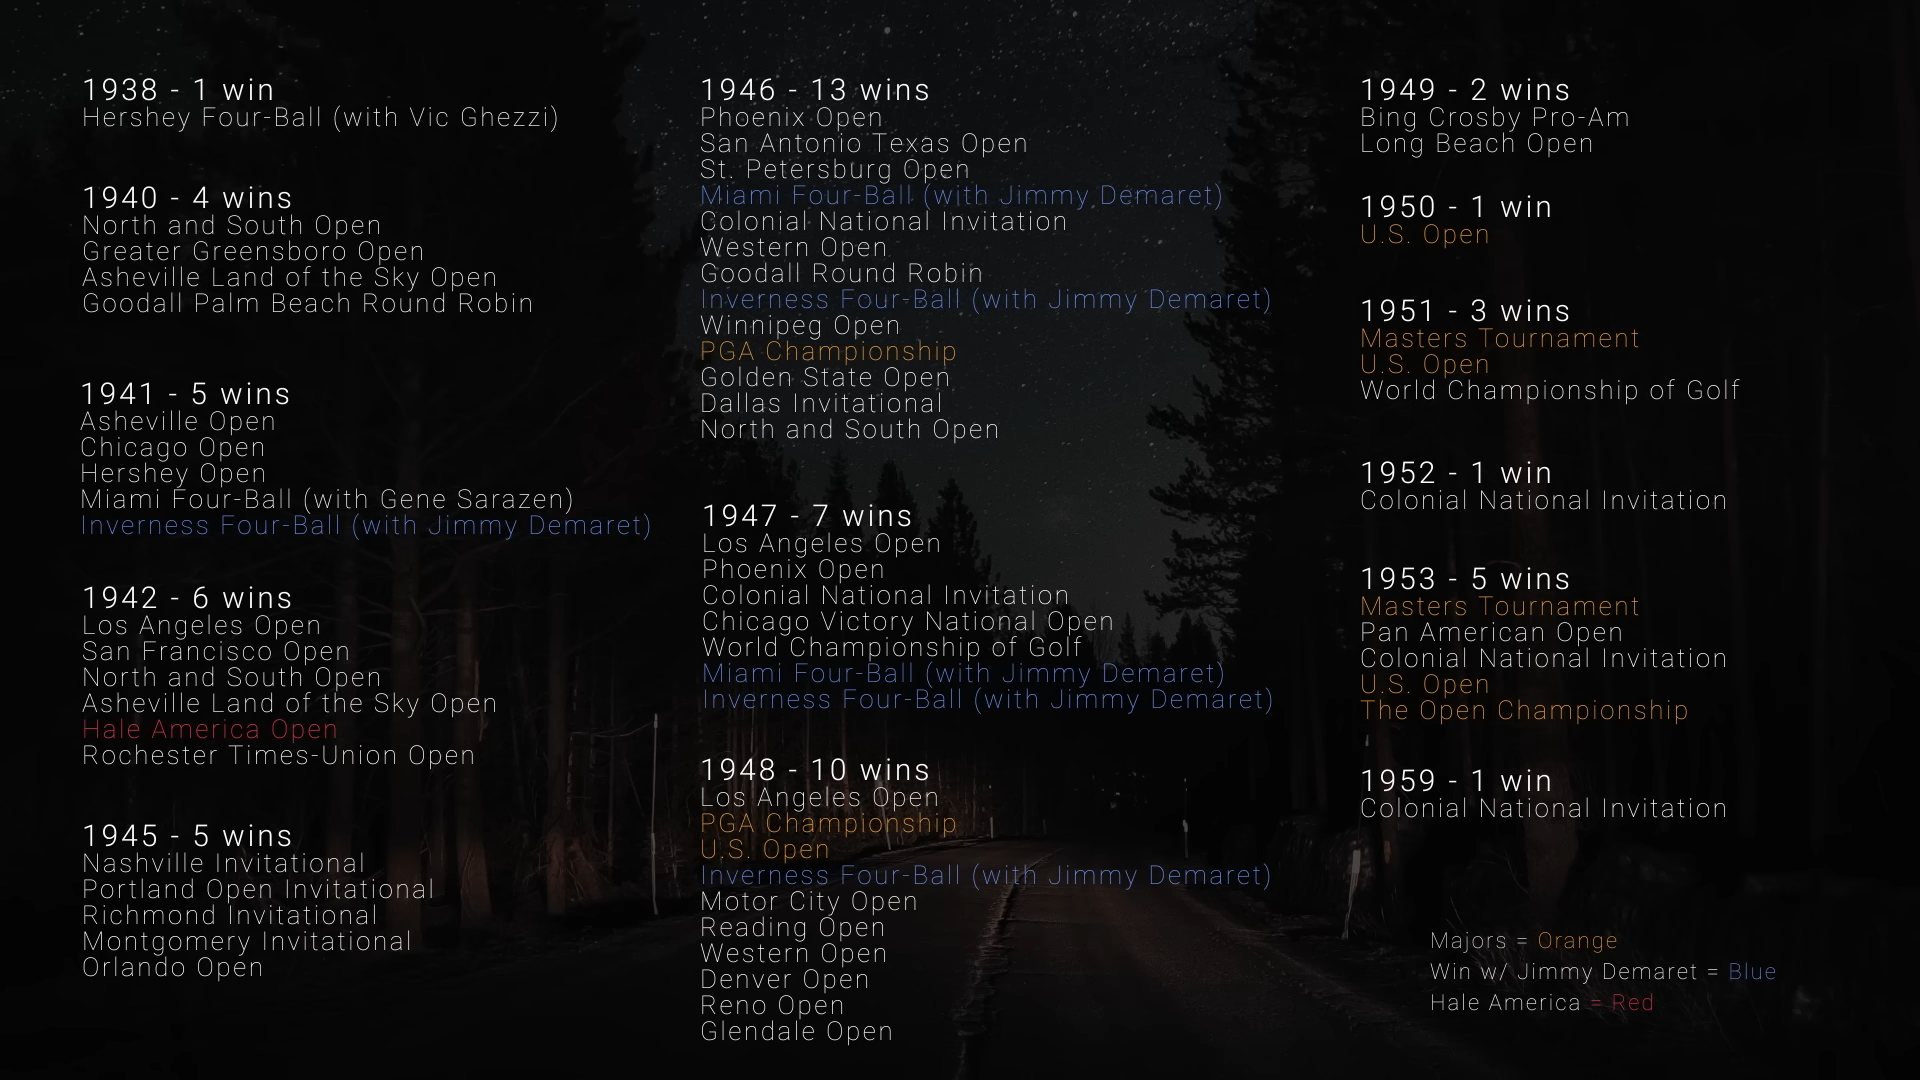 1938 - 1 win
Hershey Four-Ball (with Vic Ghezzi)
1940 - 4 wins
North and South Open
Greater Greensboro Open
Asheville Land of the Sky Open
Goodall Palm Beach Round Robin
1941 - 5 wins
Asheville Open
Chicago Open
Hershey Open
Miami Four-Ball (with Gene Sarazen)
Inverness Four-Ball (with Jimmy Demaret)
1942 - 6 wins
Los Angeles Open
San Francisco Open
North and South Open
Asheville Land of the Sky Open
Hale America Open
Rochester Times-Union Open
1945 - 5 wins
Nashville Invitational
Portland Open Invitational
Richmond Invitational
Montgomery Invitational
Orlando Open
1946 - 13 wins
Phoenix Open
San Antonio Texas Open
St. Petersburg Open
Miami Four-Ball (with Jimmy Demaret)
Colonial National Invitation
Western Open
Goodall Round Robin
Inverness Four-Ball (with Jimmy Demaret)
Winnipeg Open
PGA Championship
Golden State Open
Dallas Invitational
North and South Open
1947 - 7 wins
Los Angeles Open
Phoenix Open
Colonial National Invitation
Chicago Victory National Open
World Championship of Golf
Miami Four-Ball (with Jimmy Demaret)
Inverness Four-Ball (with Jimmy Demaret)
1948 - 10 wins
Los Angeles Open
PGA Championship
U.S. Open
Inverness Four-Ball (with Jimmy Demaret)
Motor City Open
Reading Open
Western Open
Denver Open
Reno Open
Glendale Open
1949 - 2 wins
Bing Crosby Pro-Am
Long Beach Open
1950 - 1 win
U.S. Open
1951 - 3 wins
Masters Tournament
U.S. Open
World Championship of Golf
1952 - 1 win
Colonial National Invitation
1953 - 5 wins
Masters Tournament
Pan American Open
Colonial National Invitation
U.S. Open
The Open Championship
1959 - 1 win
Colonial National Invitation
Majors = Orange
Win w/ Jimmy Demaret = Blue
Hale America = Red